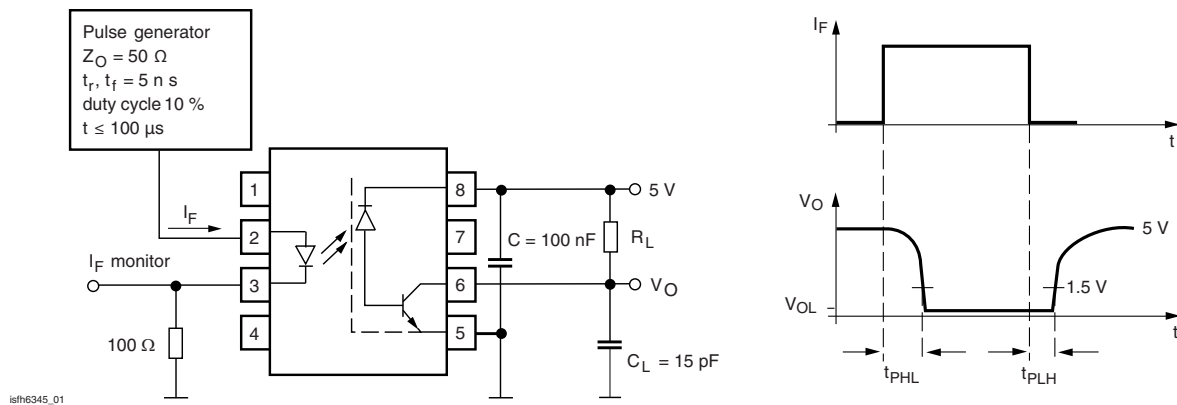 Pulse generator
Z_O = 50 Ω
t_r, t_f = 5 n s
duty cycle 10 %
t ≤ 100 μs
1
2
3
4
8
7
6
5
I_F
I_F monitor
100 Ω
5 V
C = 100 nF
R_L
V_O
C_L = 15 pF
isfh6345_01
I_F
t
V_O
5 V
1.5 V
V_OL
t
t_PHL
t_PLH